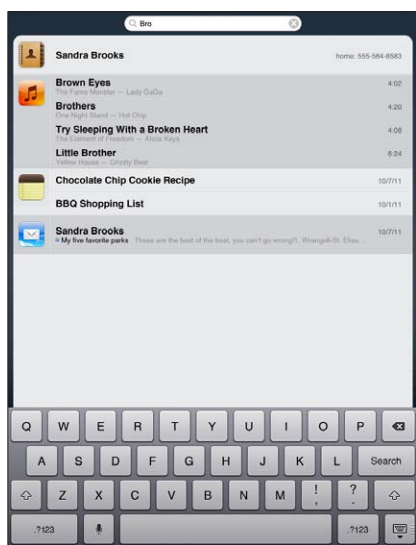 Bro
Sandra Brooks home: 555-564-8583
Brown Eyes 4:02
The Fame Monster — Lady GaGa
Brothers 4:20
One Night Stand — Hot Chip
Try Sleeping With a Broken Heart 4:08
The Element of Freedom — Alicia Keys
Little Brother 6:24
Yellow House — Grizzly Bear
Chocolate Chip Cookie Recipe 10/7/11
BBQ Shopping List 10/1/11
Sandra Brooks 10/7/11
My five favorite parks These are the best of the best, you can't go wrong!1. Wrangell-St. Elias...
Q W E R T Y U I O P
A S D F G H J K L Search
Z X C V B N M ! , ? .
.?123 .?123